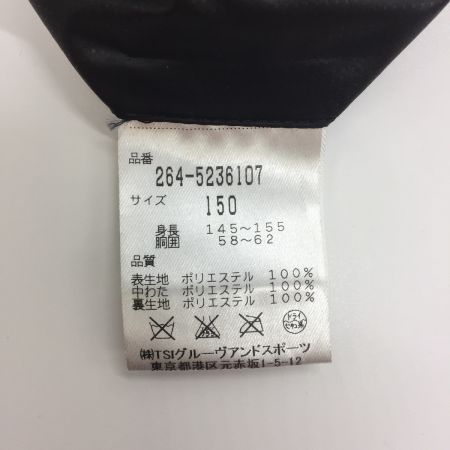 品番
264-5236107
サイズ 150
身長 145～155
胴囲 58～62
品質
表生地 ポリエステル 100%
中わた ポリエステル 100%
裏生地 ポリエステル 100%
ドライ
(株)TSIグルーヴアンドスポーツ
東京都港区元赤坂1-5-12